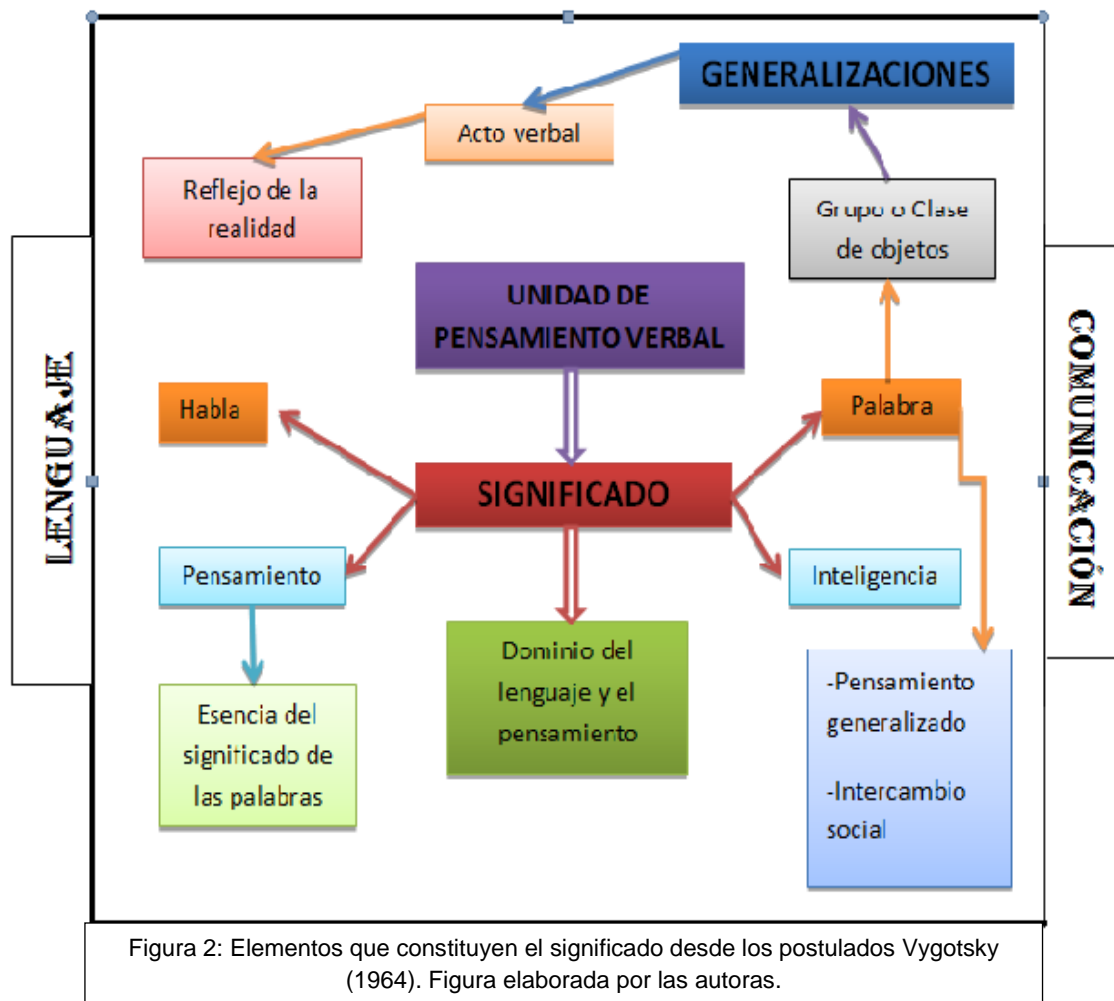 GENERALIZACIONES
Acto verbal
Reflejo de la
realidad
Grupo o Clase
de objetos
UNIDAD DE
PENSAMIENTO VERBAL
LENGUAJE
COMUNICACIÓN
Habla
Palabra
SIGNIFICADO
Pensamiento
Inteligencia
Esencia del
significado de
las palabras
Dominio del
lenguaje y el
pensamiento
-Pensamiento
generalizado
-Intercambio
social
Figura 2: Elementos que constituyen el significado desde los postulados Vygotsky
(1964). Figura elaborada por las autoras.